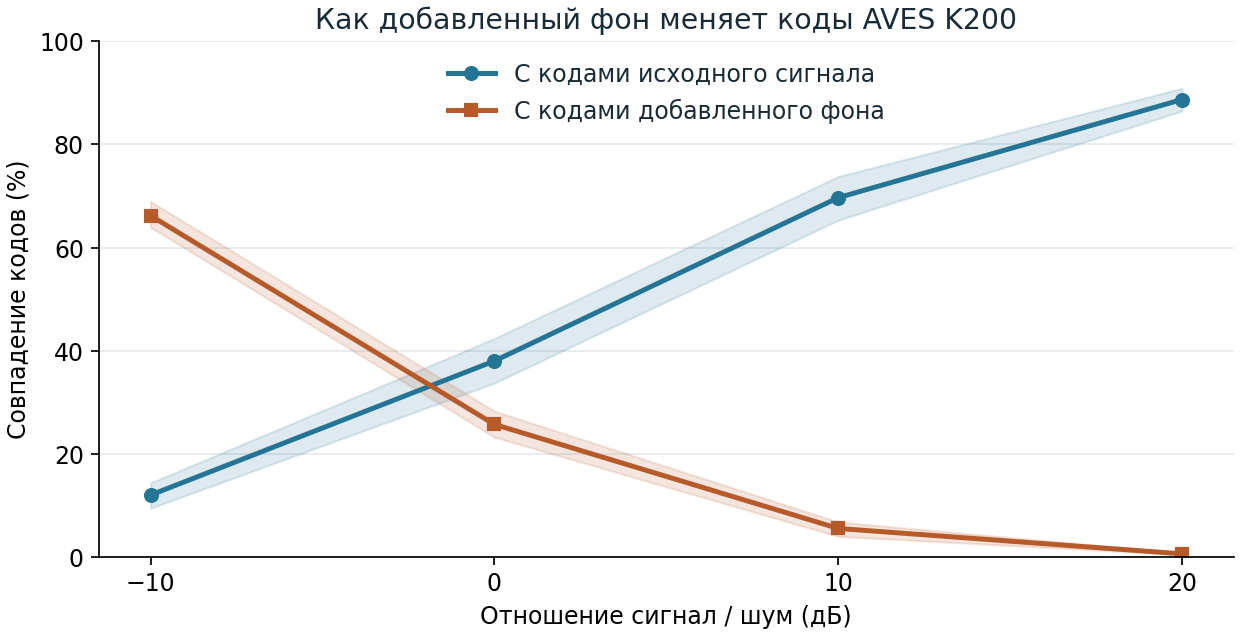 Как добавленный фон меняет коды AVES K200
С кодами исходного сигнала
С кодами добавленного фона
Совпадение кодов (%)
100
80
60
40
20
0
−10
0
10
20
Отношение сигнал / шум (дБ)